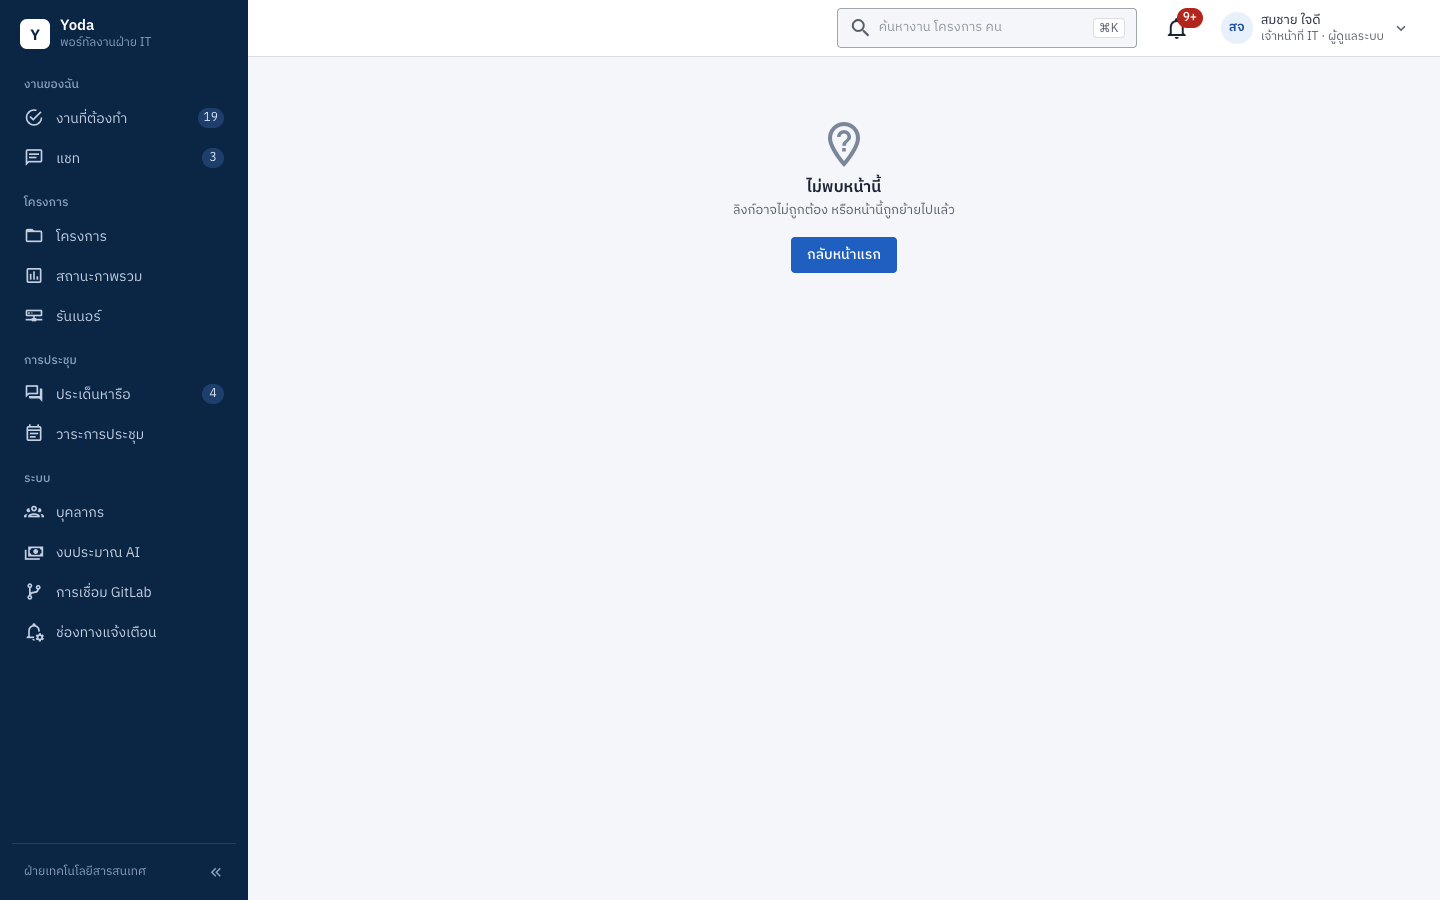 Y
Yoda
พอร์ทัลงานฝ่าย IT
งานของฉัน
งานที่ต้องทำ 19
แชท 3
โครงการ
โครงการ
สถานะภาพรวม
รันเนอร์
การประชุม
ประเด็นหารือ 4
วาระการประชุม
ระบบ
บุคลากร
งบประมาณ AI
การเชื่อม GitLab
ช่องทางแจ้งเตือน
ฝ่ายเทคโนโลยีสารสนเทศ
ค้นหางาน โครงการ คน ⌘K
9+
สจ
สมชาย ใจดี
เจ้าหน้าที่ IT · ผู้ดูแลระบบ
ไม่พบหน้านี้
ลิงก์อาจไม่ถูกต้อง หรือหน้านี้ถูกย้ายไปแล้ว
กลับหน้าแรก